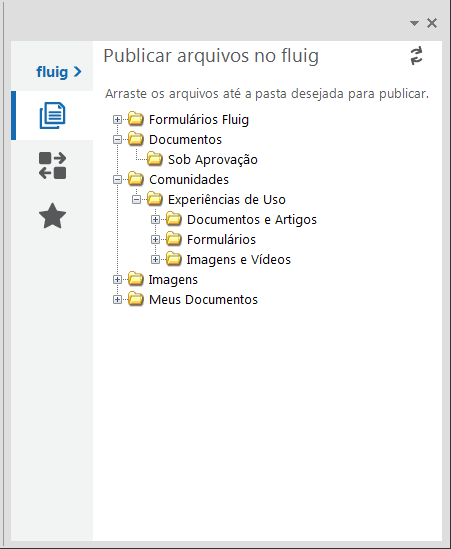 Publicar arquivos no fluig
fluig
Arraste os arquivos até a pasta desejada para publicar.
Formulários Fluig
Documentos
Sob Aprovação
Comunidades
Experiências de Uso
Documentos e Artigos
Formulários
Imagens e Vídeos
Imagens
Meus Documentos